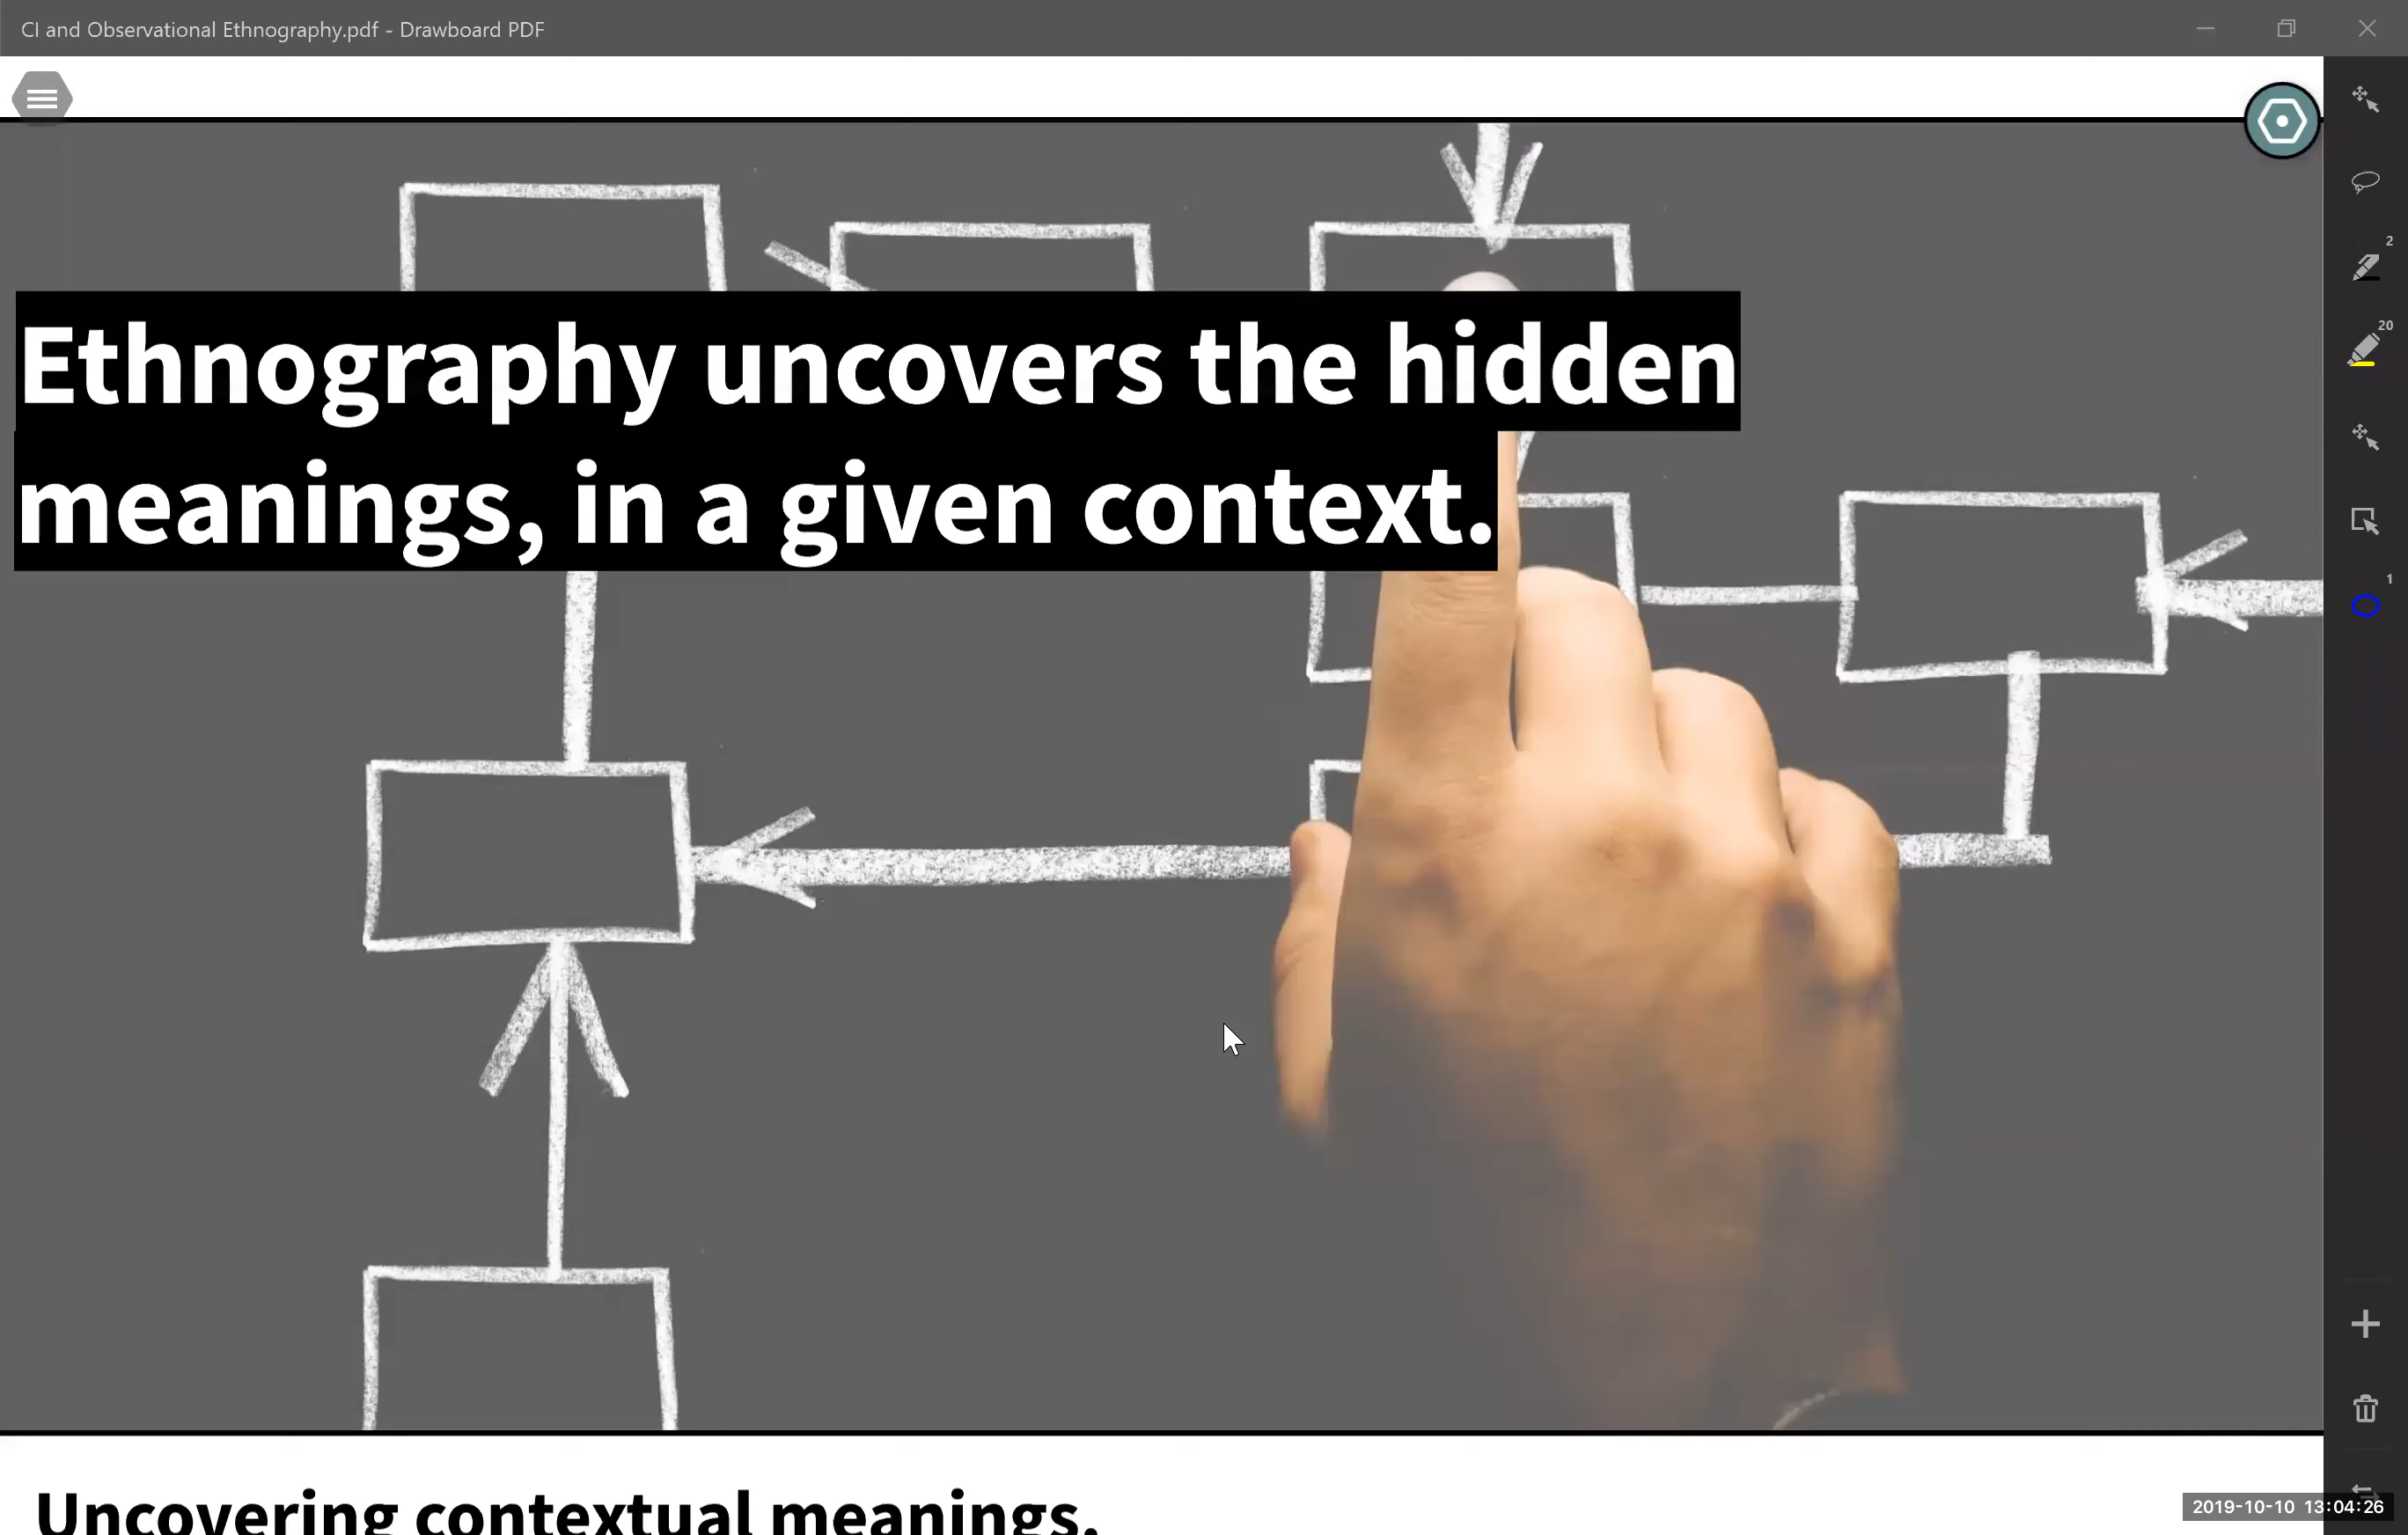 CI and Observational Ethnography.pdf - Drawboard PDF
2
20
Ethnography uncovers the hidden
meanings, in a given context.
1
Uncovering contextual meanings.
2019-10-10 13:04:26